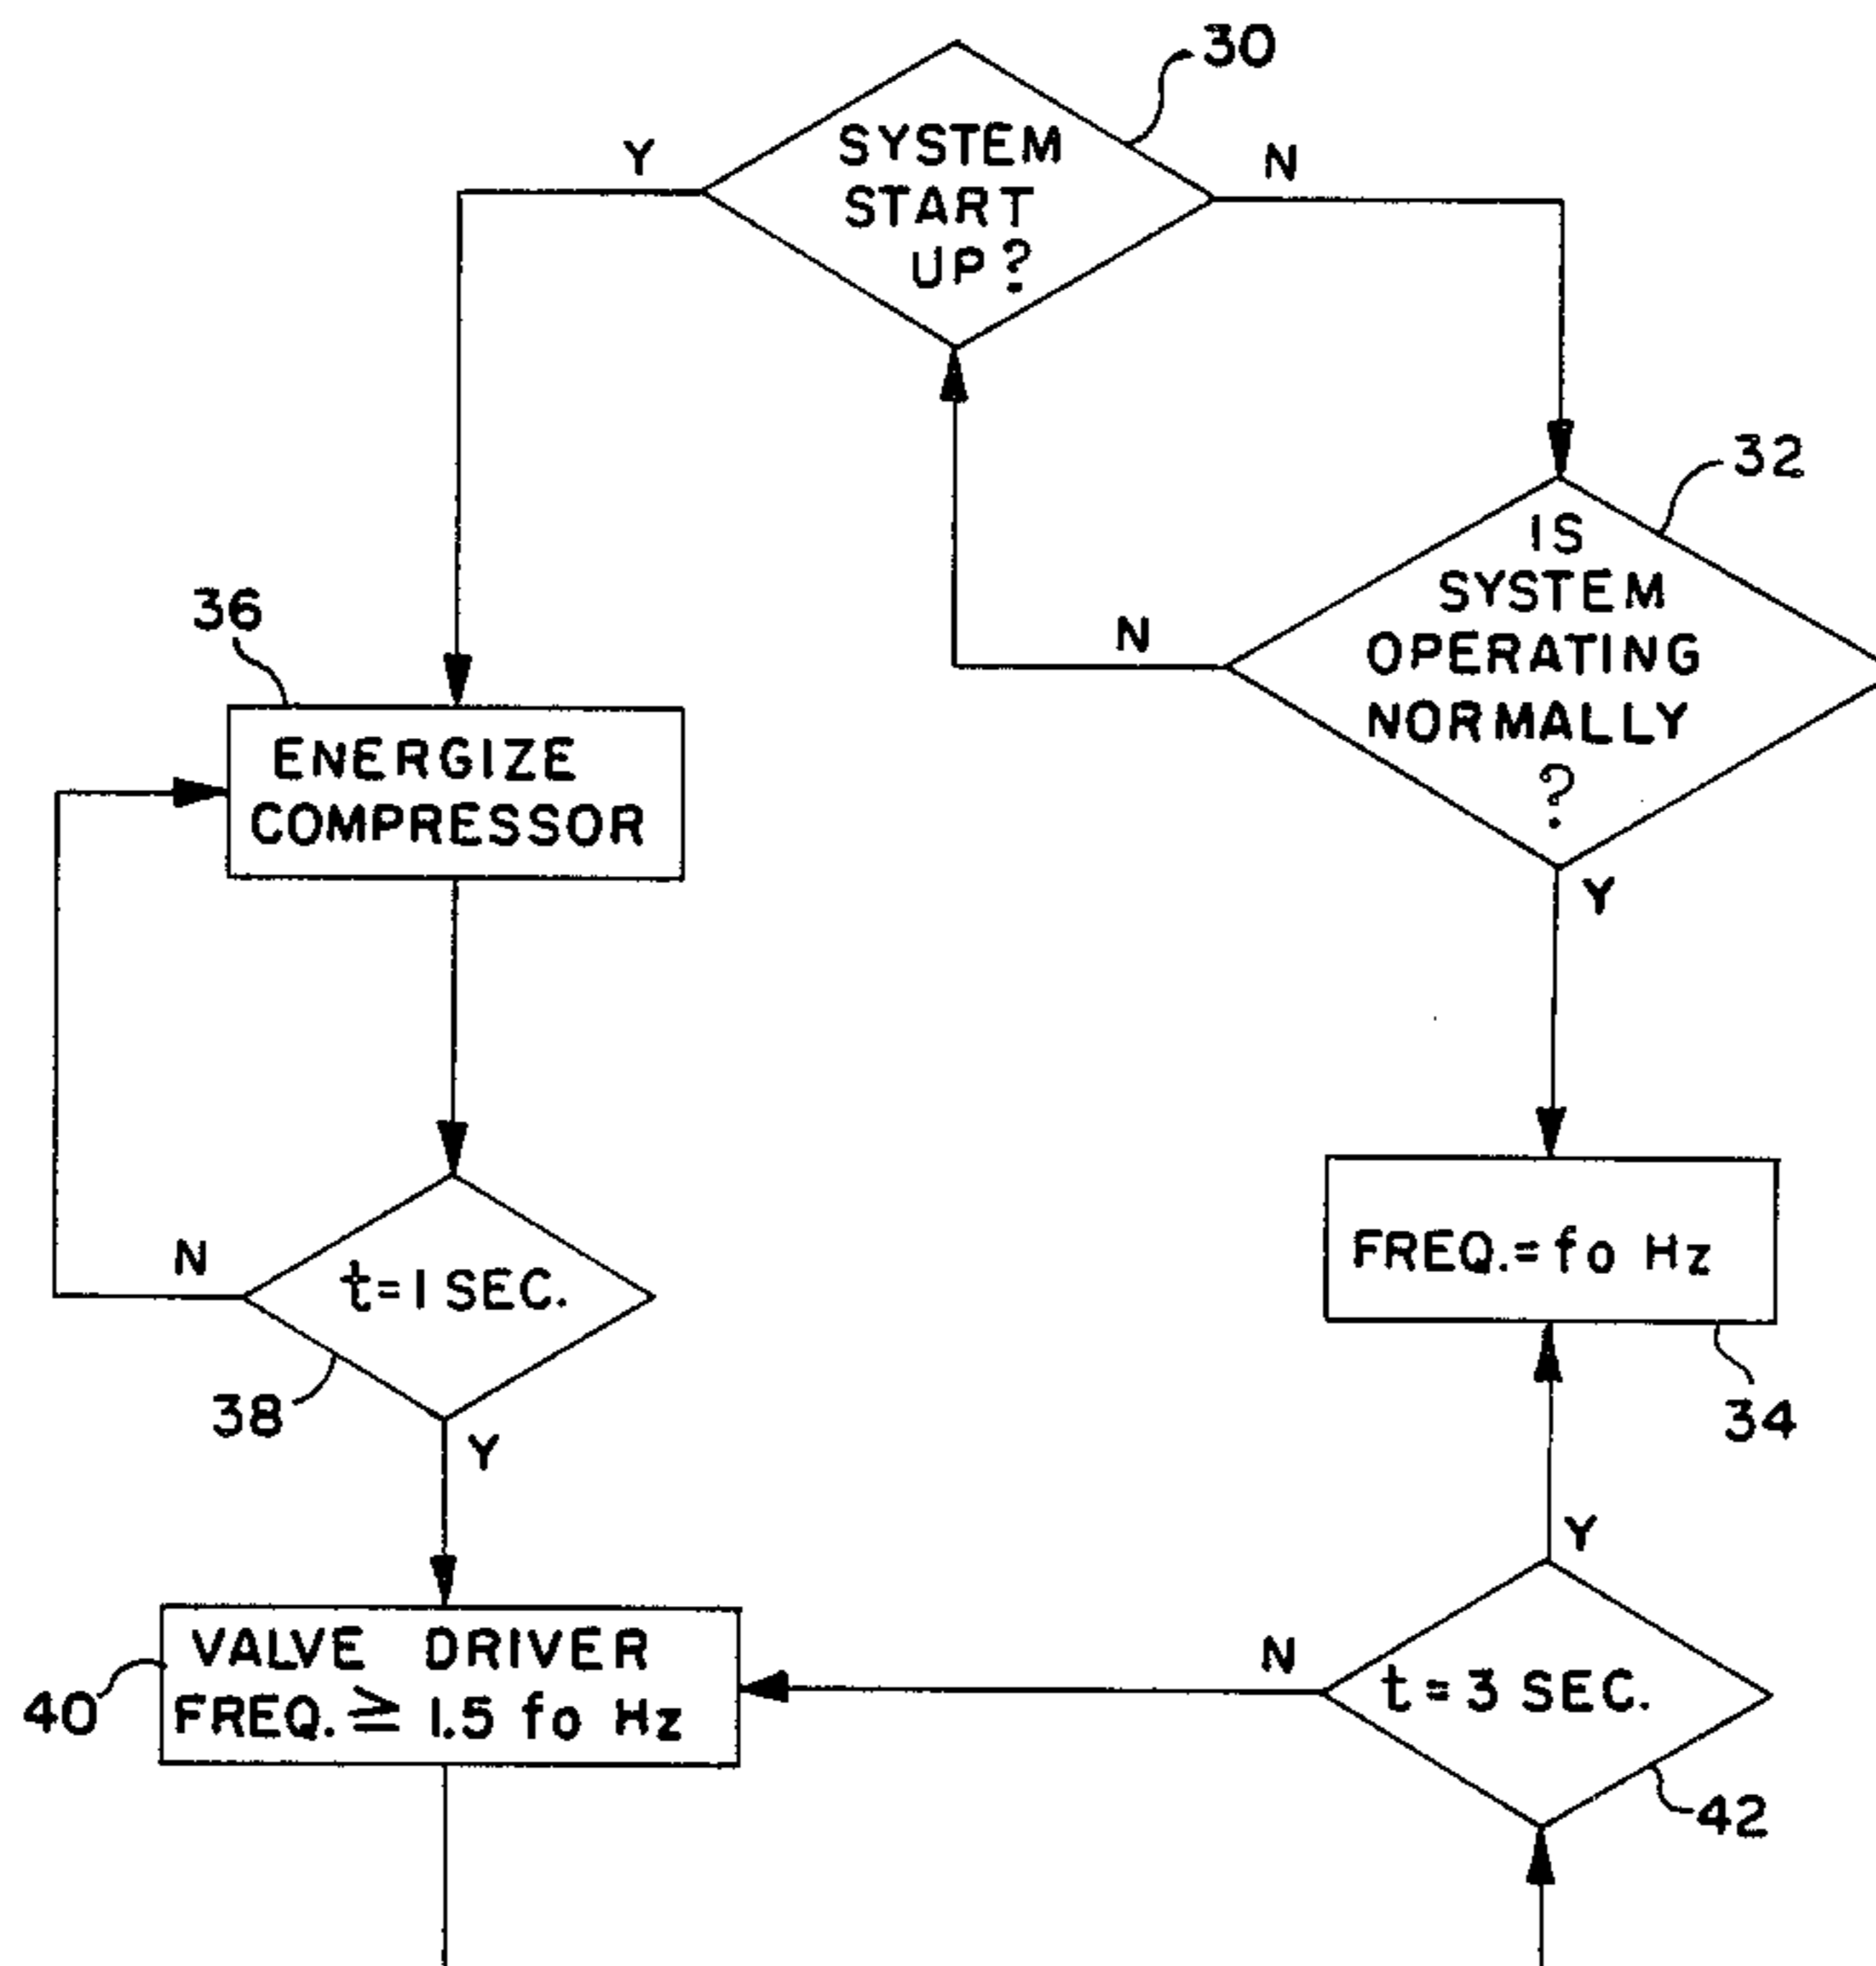 30
Y
SYSTEM
START
UP?
N
32
IS
SYSTEM
OPERATING
NORMALLY
?
N
Y
36
ENERGIZE
COMPRESSOR
N
t=1 SEC.
38
Y
FREQ.=fo Hz
34
Y
40
VALVE DRIVER
FREQ.≥ 1.5 fo Hz
N
t=3 SEC.
42